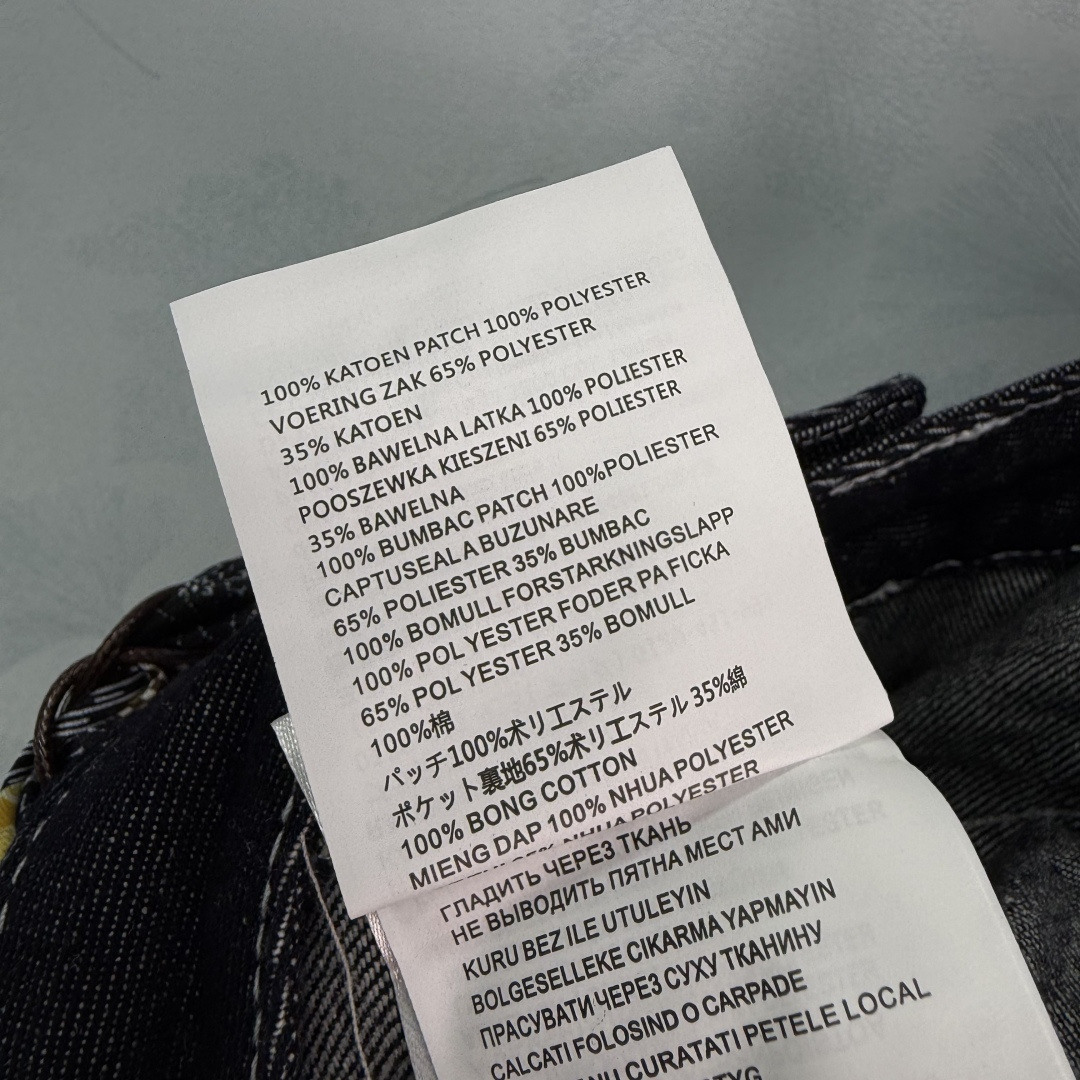 100% KATOEN PATCH 100% POLYESTER
VOERING ZAK 65% POLYESTER
35% KATOEN
100% BAWELNA LATKA 100% POLIESTER
POOSZEWKA KIESZENI 65% POLIESTER
35% BAWELNA
100% BUMBAC PATCH 100%POLIESTER
CAPTUSEALA BUZUNARE
65% POLIESTER 35% BUMBAC
100% BOMULL FORSTARKNINGSLAPP
100% POLYESTER FODER PA FICKA
65% POLYESTER 35% BOMULL
100%棉
パッチ100%ポリエステル
ポケット裏地65%ポリエステル 35%綿
100% BONG COTTON
MIENG DAP 100% NHUA POLYESTER
NHUA POLYESTER
ГЛАДИТЬ ЧЕРЕЗ ТКАНЬ
НЕ ВЫВОДИТЬ ПЯТНА МЕСТ АМИ
KURU BEZ ILE UTULEYIN
BOLGESELLEKE CIKARMA YAPMAYIN
ПРАСУВАТИ ЧЕРЕЗ СУХУ ТКАНИНУ
CALCATI FOLOSIND O CARPADE
CURATATI PETELE LOCAL